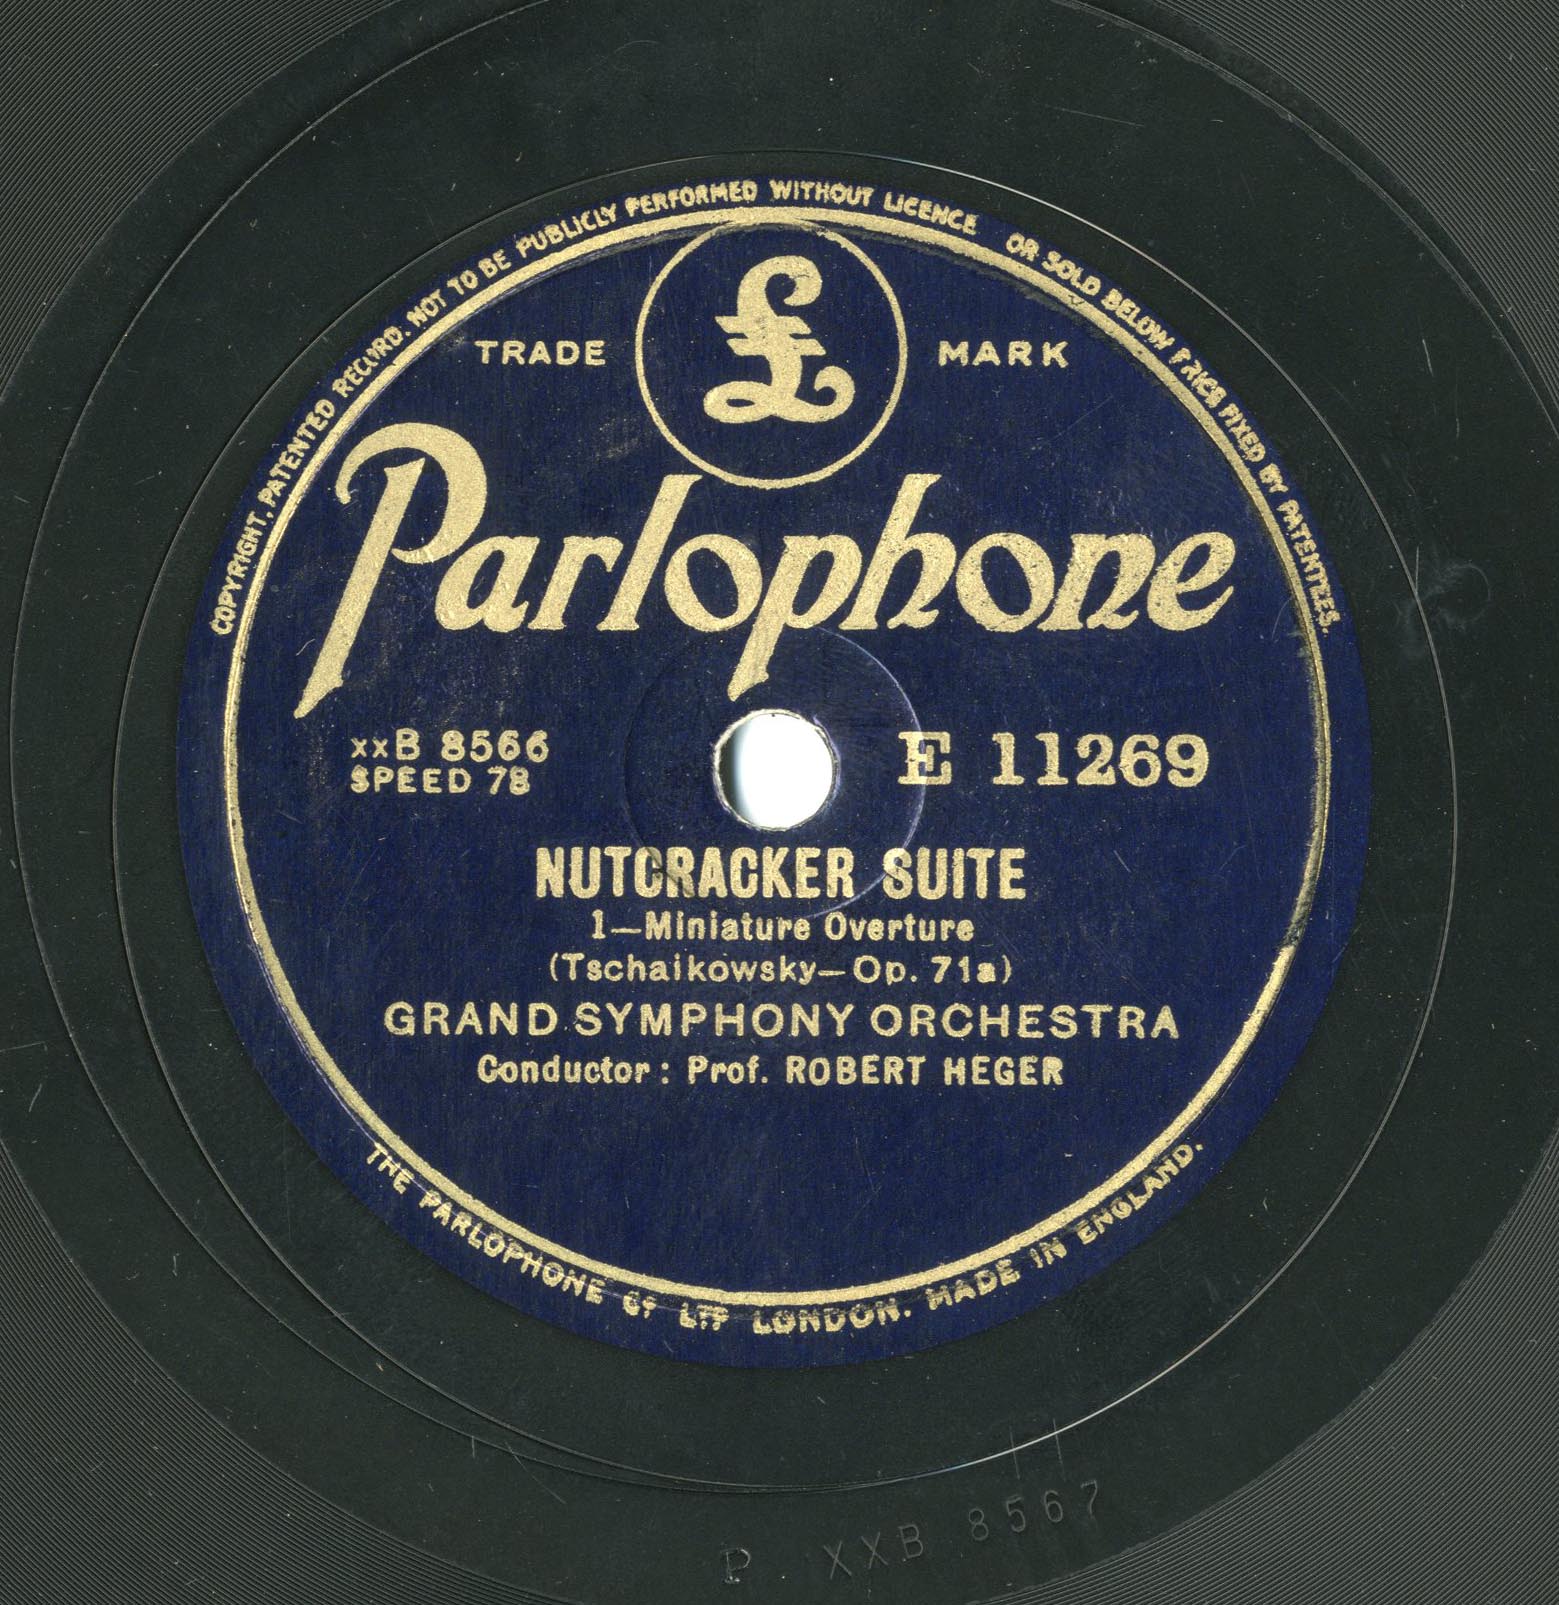 COPYRIGHT. PATENTED RECORD. NOT TO BE PUBLICLY PERFORMED WITHOUT LICENCE OR SOLD BELOW PRICE FIXED BY PATENTEES.
TRADE £ MARK
Parlophone
xxB 8566
SPEED 78
E 11269
NUTCRACKER SUITE
1—Miniature Overture
(Tschaikowsky—Op. 71a)
GRAND SYMPHONY ORCHESTRA
Conductor: Prof. ROBERT HEGER
THE PARLOPHONE Co LTD LONDON. MADE IN ENGLAND.
P XXB 8567